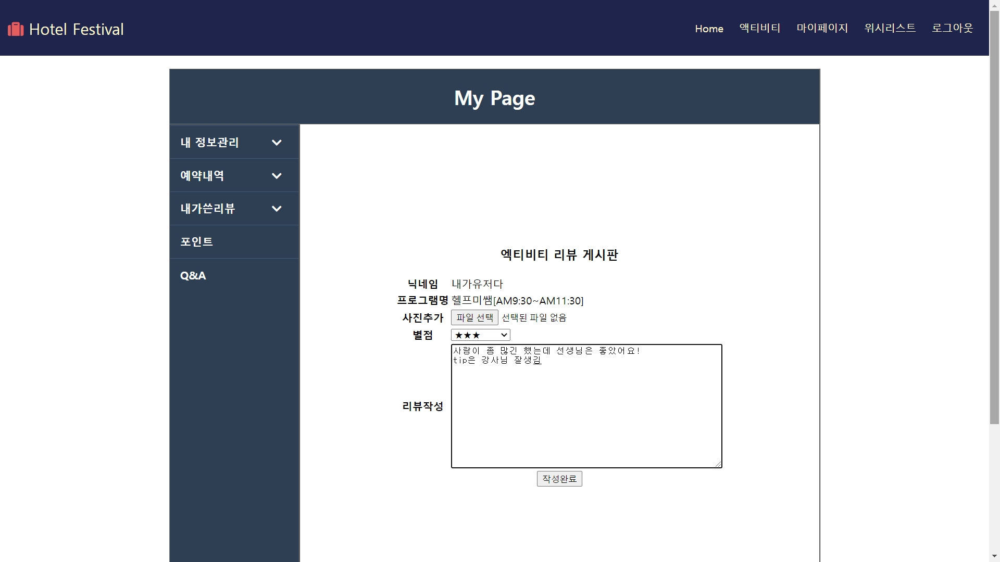 Hotel Festival
Home 액티비티 마이페이지 위시리스트 로그아웃
My Page
내 정보관리
예약내역
내가쓴리뷰
포인트
Q&A
엑티비티 리뷰 게시판
닉네임 내가유저다
프로그램명 헬프미쌤[AM9:30~AM11:30]
사진추가 파일 선택 선택된 파일 없음
별점 ★★★
리뷰작성
사람이 좀 많긴 했는데 선생님은 좋았어요!
tip은 강사님 잘생김
작성완료